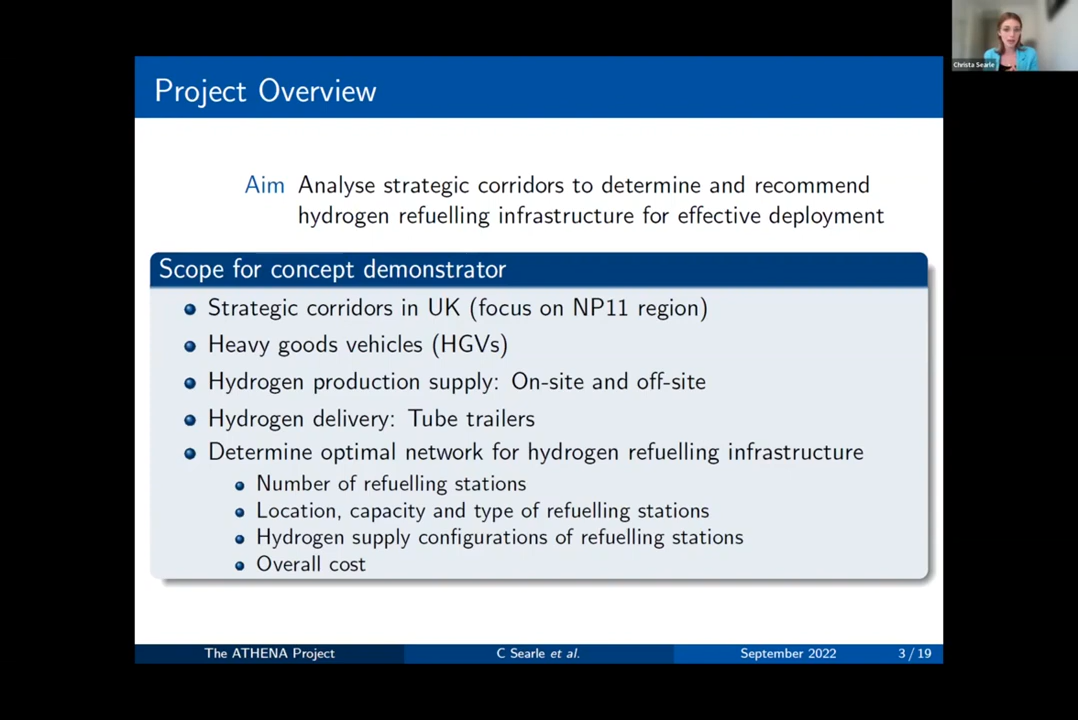 Christa Searle
Project Overview
Aim Analyse strategic corridors to determine and recommend
hydrogen refuelling infrastructure for effective deployment
Scope for concept demonstrator
Strategic corridors in UK (focus on NP11 region)
Heavy goods vehicles (HGVs)
Hydrogen production supply: On-site and off-site
Hydrogen delivery: Tube trailers
Determine optimal network for hydrogen refuelling infrastructure
Number of refuelling stations
Location, capacity and type of refuelling stations
Hydrogen supply configurations of refuelling stations
Overall cost
The ATHENA Project C Searle et al. September 2022 3 / 19